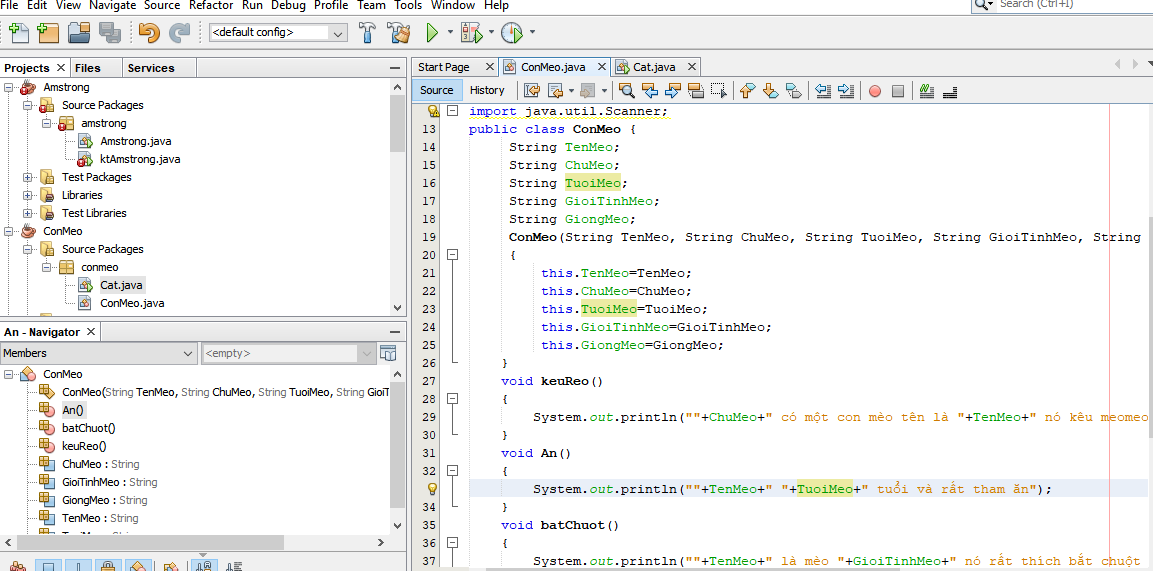 File Edit View Navigate Source Refactor Run Debug Profile Team Tools Window Help
Search (Ctrl+I)
<default config>
Projects Files Services
Amstrong
Source Packages
amstrong
Amstrong.java
ktAmstrong.java
Test Packages
Libraries
Test Libraries
ConMeo
Source Packages
conmeo
Cat.java
ConMeo.java
An - Navigator
Members <empty>
ConMeo
ConMeo(String TenMeo, String ChuMeo, String TuoiMeo, String GioiT
An()
batChuot()
keuReo()
ChuMeo : String
GioiTinhMeo : String
GiongMeo : String
TenMeo : String
Start Page ConMeo.java Cat.java
Source History
import java.util.Scanner;
13 public class ConMeo {
14 String TenMeo;
15 String ChuMeo;
16 String TuoiMeo;
17 String GioiTinhMeo;
18 String GiongMeo;
19 ConMeo(String TenMeo, String ChuMeo, String TuoiMeo, String GioiTinhMeo, String
20 {
21 this.TenMeo=TenMeo;
22 this.ChuMeo=ChuMeo;
23 this.TuoiMeo=TuoiMeo;
24 this.GioiTinhMeo=GioiTinhMeo;
25 this.GiongMeo=GiongMeo;
26 }
27 void keuReo()
28 {
29 System.out.println(""+ChuMeo+" có một con mèo tên là "+TenMeo+" nó kêu meomeo
30 }
31 void An()
32 {
System.out.println(""+TenMeo+" "+TuoiMeo+" tuổi và rất tham ăn");
34 }
35 void batChuot()
36 {
37 System.out.println(""+TenMeo+" là mèo "+GioiTinhMeo+" nó rất thích bắt chuột